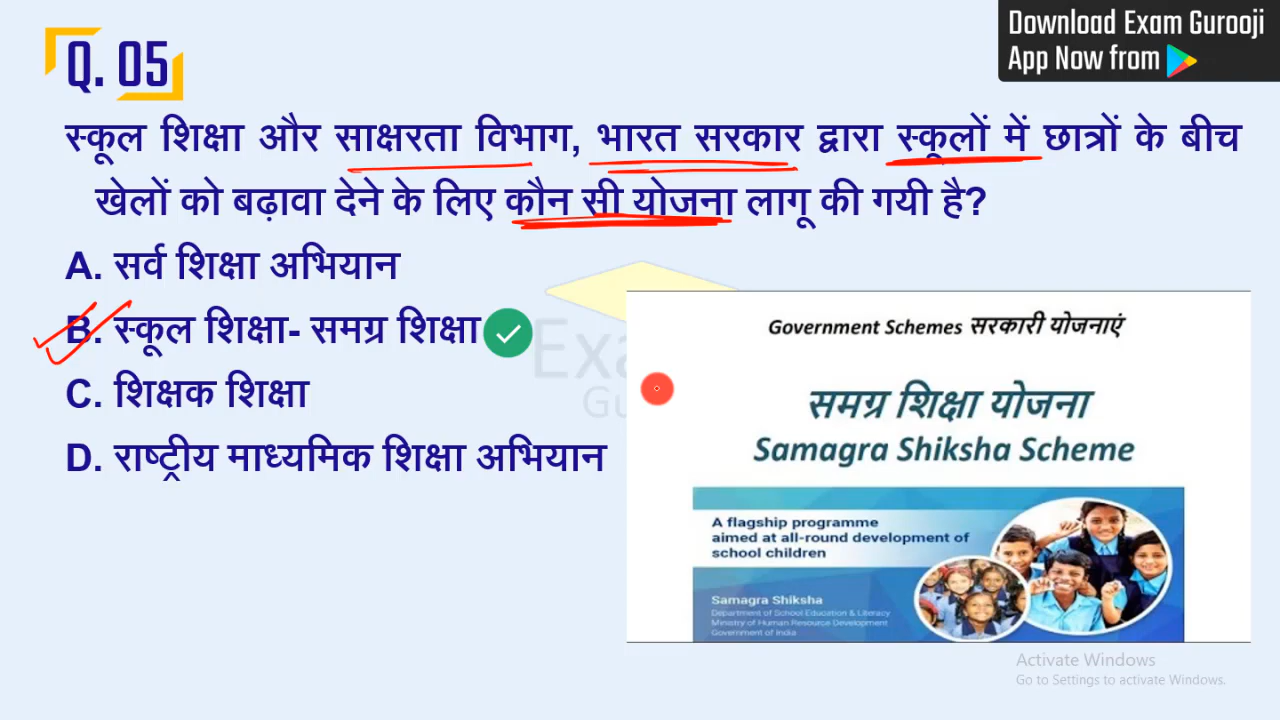 Download Exam Gurooji
App Now from
Q. 05
स्कूल शिक्षा और साक्षरता विभाग, भारत सरकार द्वारा स्कूलों में छात्रों के बीच
खेलों को बढ़ावा देने के लिए कौन सी योजना लागू की गयी है?
A. सर्व शिक्षा अभियान
B. स्कूल शिक्षा- समग्र शिक्षा
C. शिक्षक शिक्षा
D. राष्ट्रीय माध्यमिक शिक्षा अभियान
Government Schemes सरकारी योजनाएं
समग्र शिक्षा योजना
Samagra Shiksha Scheme
A flagship programme
aimed at all-round development of
school children
Samagra Shiksha
Department of School Education & Literacy
Ministry of Human Resource Development
Government of India
Activate Windows
Go to Settings to activate Windows.